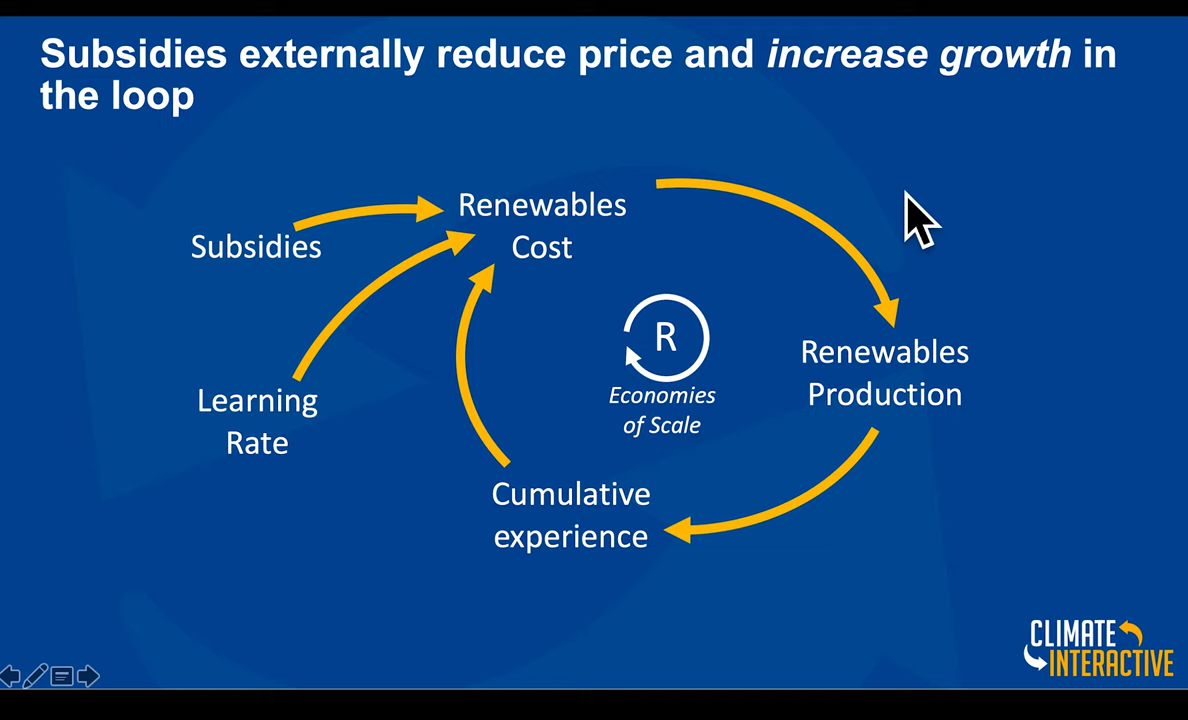 Subsidies externally reduce price and increase growth in
the loop
Renewables
Cost
Subsidies
R
Economies
of Scale
Renewables
Production
Learning
Rate
Cumulative
experience
CLIMATE
INTERACTIVE